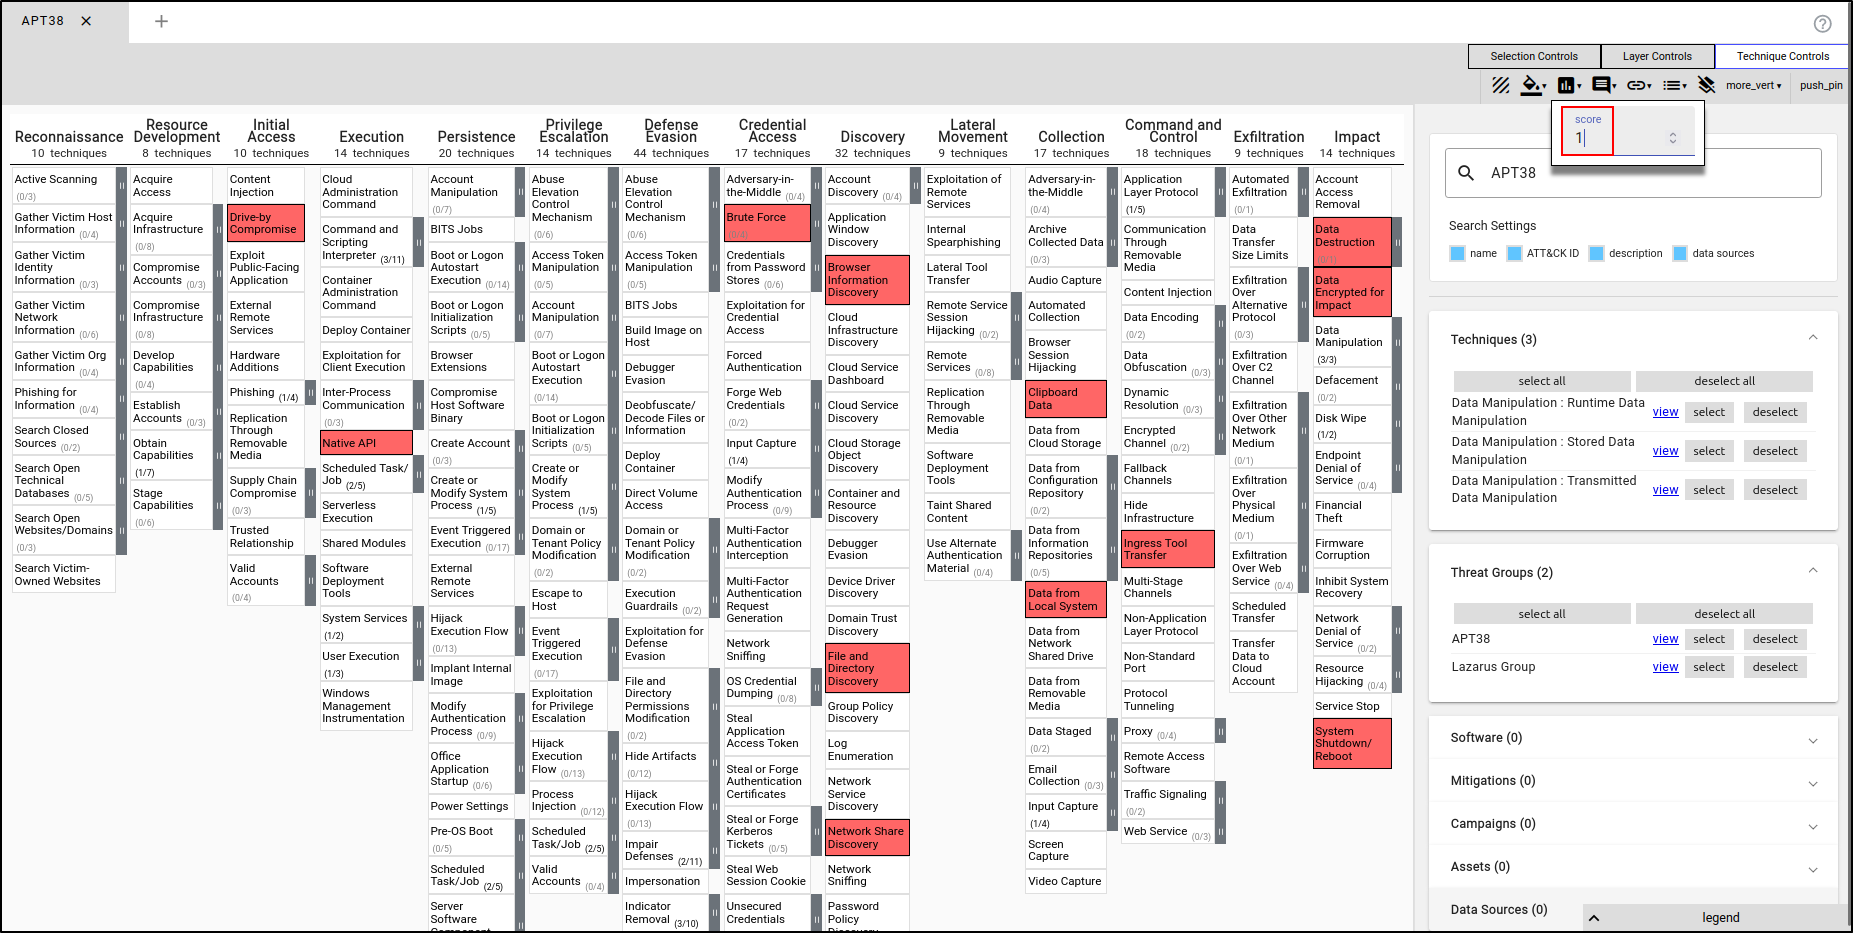 APT38
Selection Controls
Layer Controls
Technique Controls
more_vert
push_pin
score
1
Reconnaissance
10 techniques
Active Scanning
(0/3)
Gather Victim Host
Information (0/4)
Gather Victim
Identity
Information (0/3)
Gather Victim
Network
Information (0/6)
Gather Victim Org
Information (0/4)
Phishing for
Information (0/4)
Search Closed
Sources (0/2)
Search Open
Technical
Databases (0/5)
Search Open
Websites/Domains
(0/3)
Search Victim-
Owned Websites
Resource
Development
8 techniques
Acquire
Access
Acquire
Infrastructure
(0/8)
Compromise
Accounts (0/3)
Compromise
Infrastructure
(0/8)
Develop
Capabilities
(0/4)
Establish
Accounts (0/3)
Obtain
Capabilities
(1/7)
Stage
Capabilities
(0/6)
Initial
Access
10 techniques
Content
Injection
Drive-by
Compromise
Exploit
Public-Facing
Application
External
Remote
Services
Hardware
Additions
Phishing (1/4)
Replication
Through
Removable
Media
Supply Chain
Compromise
(0/3)
Trusted
Relationship
Valid
Accounts
(0/4)
Execution
14 techniques
Cloud
Administration
Command
Command and
Scripting
Interpreter (3/11)
Container
Administration
Command
Deploy Container
Exploitation for
Client Execution
Inter-Process
Communication
(0/3)
Native API
Scheduled Task/
Job (2/5)
Serverless
Execution
Shared Modules
Software
Deployment
Tools
System Services
(1/2)
User Execution
(1/3)
Windows
Management
Instrumentation
Persistence
20 techniques
Account
Manipulation
(0/7)
BITS Jobs
Boot or Logon
Autostart
Execution (0/14)
Boot or Logon
Initialization
Scripts (0/5)
Browser
Extensions
Compromise
Host Software
Binary
Create Account
(0/3)
Create or
Modify System
Process (1/5)
Event Triggered
Execution (0/17)
External
Remote
Services
Hijack
Execution Flow
(0/13)
Implant Internal
Image
Modify
Authentication
Process (0/9)
Office
Application
Startup (0/6)
Power Settings
Pre-OS Boot
(0/5)
Scheduled
Task/Job (2/5)
Server
Software
Component
Privilege
Escalation
14 techniques
Abuse
Elevation
Control
Mechanism
(0/6)
Access Token
Manipulation
(0/5)
Account
Manipulation
(0/7)
Boot or Logon
Autostart
Execution
(0/14)
Boot or Logon
Initialization
Scripts (0/5)
Create or
Modify
System
Process (1/5)
Domain or
Tenant Policy
Modification
(0/2)
Escape to
Host
Event
Triggered
Execution
(0/17)
Exploitation
for Privilege
Escalation
Hijack
Execution
Flow (0/13)
Process
Injection (0/12)
Scheduled
Task/Job (2/5)
Valid
Accounts (0/4)
Defense
Evasion
44 techniques
Abuse
Elevation
Control
Mechanism
(0/6)
Access Token
Manipulation
(0/5)
BITS Jobs
Build Image on
Host
Debugger
Evasion
Deobfuscate/
Decode Files or
Information
Deploy
Container
Direct Volume
Access
Domain or
Tenant Policy
Modification
(0/2)
Execution
Guardrails (0/2)
Exploitation for
Defense
Evasion
File and
Directory
Permissions
Modification
(0/2)
Hide Artifacts
(0/12)
Hijack
Execution Flow
(0/13)
Impair
Defenses (2/11)
Impersonation
Indicator
Removal (3/10)
Credential
Access
17 techniques
Adversary-in-
the-Middle (0/4)
Brute Force
(0/4)
Credentials
from Password
Stores (0/6)
Exploitation for
Credential
Access
Forced
Authentication
Forge Web
Credentials
(0/2)
Input Capture
(1/4)
Modify
Authentication
Process (0/9)
Multi-Factor
Authentication
Interception
Multi-Factor
Authentication
Request
Generation
Network
Sniffing
OS Credential
Dumping (0/8)
Steal
Application
Access Token
Steal or Forge
Authentication
Certificates
Steal or Forge
Kerberos
Tickets (0/5)
Steal Web
Session Cookie
Unsecured
Credentials
Discovery
32 techniques
Account
Discovery (0/4)
Application
Window
Discovery
Browser
Information
Discovery
Cloud
Infrastructure
Discovery
Cloud Service
Dashboard
Cloud Service
Discovery
Cloud Storage
Object
Discovery
Container and
Resource
Discovery
Debugger
Evasion
Device Driver
Discovery
Domain Trust
Discovery
File and
Directory
Discovery
Group Policy
Discovery
Log
Enumeration
Network
Service
Discovery
Network Share
Discovery
Network
Sniffing
Password
Policy
Discovery
Lateral
Movement
9 techniques
Exploitation of
Remote
Services
Internal
Spearphishing
Lateral Tool
Transfer
Remote Service
Session
Hijacking (0/2)
Remote
Services (0/8)
Replication
Through
Removable
Media
Software
Deployment
Tools
Taint Shared
Content
Use Alternate
Authentication
Material (0/4)
Collection
17 techniques
Adversary-in-
the-Middle
(0/4)
Archive
Collected Data
(0/3)
Audio Capture
Automated
Collection
Browser
Session
Hijacking
Clipboard
Data
Data from
Cloud Storage
Data from
Configuration
Repository
(0/2)
Data from
Information
Repositories
(0/5)
Data from
Local System
Data from
Network
Shared Drive
Data from
Removable
Media
Data Staged
(0/2)
Email
Collection (0/3)
Input Capture
(1/4)
Screen
Capture
Video Capture
Command and
Control
18 techniques
Application
Layer Protocol
(1/5)
Communication
Through
Removable
Media
Content Injection
Data Encoding
(0/2)
Data
Obfuscation (0/3)
Dynamic
Resolution (0/3)
Encrypted
Channel (0/2)
Fallback
Channels
Hide
Infrastructure
Ingress Tool
Transfer
Multi-Stage
Channels
Non-Application
Layer Protocol
Non-Standard
Port
Protocol
Tunneling
Proxy (0/4)
Remote Access
Software
Traffic Signaling
(0/2)
Web Service (0/3)
Exfiltration
9 techniques
Automated
Exfiltration
(0/1)
Data
Transfer
Size Limits
Exfiltration
Over
Alternative
Protocol
(0/3)
Exfiltration
Over C2
Channel
Exfiltration
Over Other
Network
Medium
(0/1)
Exfiltration
Over
Physical
Medium
(0/1)
Exfiltration
Over Web
Service (0/4)
Scheduled
Transfer
Transfer
Data to
Cloud
Account
Impact
14 techniques
Account
Access
Removal
Data
Destruction
(0/1)
Data
Encrypted for
Impact
Data
Manipulation
(3/3)
Defacement
(0/2)
Disk Wipe
(1/2)
Endpoint
Denial of
Service (0/4)
Financial
Theft
Firmware
Corruption
Inhibit System
Recovery
Network
Denial of
Service (0/2)
Resource
Hijacking (0/4)
Service Stop
System
Shutdown/
Reboot
APT38
Search Settings
name
ATT&CK ID
description
data sources
Techniques (3)
select all
deselect all
Data Manipulation : Runtime Data
Manipulation
view select deselect
Data Manipulation : Stored Data
Manipulation
view select deselect
Data Manipulation : Transmitted
Data Manipulation
view select deselect
Threat Groups (2)
select all
deselect all
APT38 view select deselect
Lazarus Group view select deselect
Software (0)
Mitigations (0)
Campaigns (0)
Assets (0)
Data Sources (0)
legend